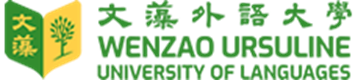 文藻
文藻外語大學
WENZAO URSULINE
UNIVERSITY OF LANGUAGES